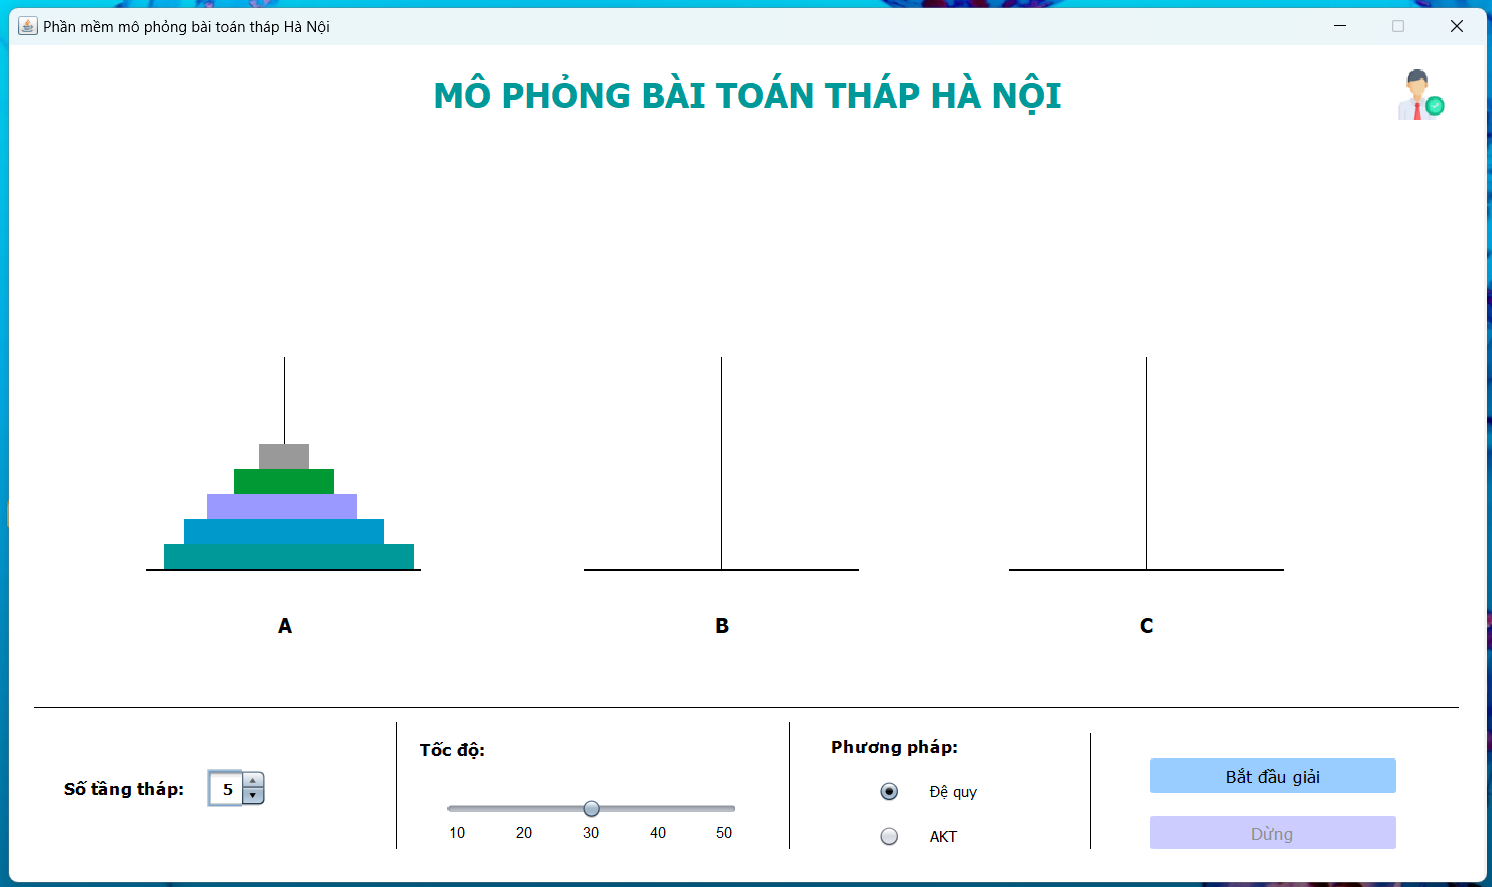 Phần mềm mô phỏng bài toán tháp Hà Nội
MÔ PHỎNG BÀI TOÁN THÁP HÀ NỘI
A
B
C
Số tầng tháp:
5
Tốc độ:
10 20 30 40 50
Phương pháp:
Đệ quy
AKT
Bắt đầu giải
Dừng